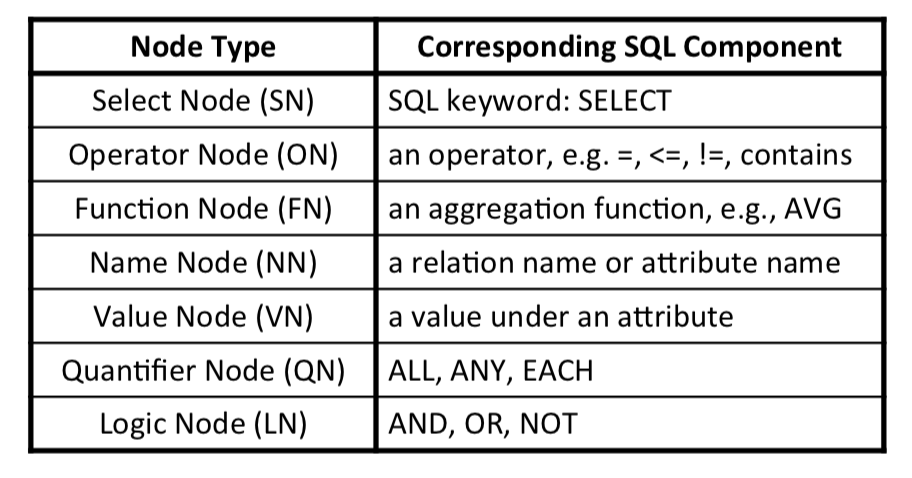 Node Type Corresponding SQL Component
Select Node (SN) SQL keyword: SELECT
Operator Node (ON) an operator, e.g. =, <=, !=, contains
Function Node (FN) an aggregation function, e.g., AVG
Name Node (NN) a relation name or attribute name
Value Node (VN) a value under an attribute
Quantifier Node (QN) ALL, ANY, EACH
Logic Node (LN) AND, OR, NOT